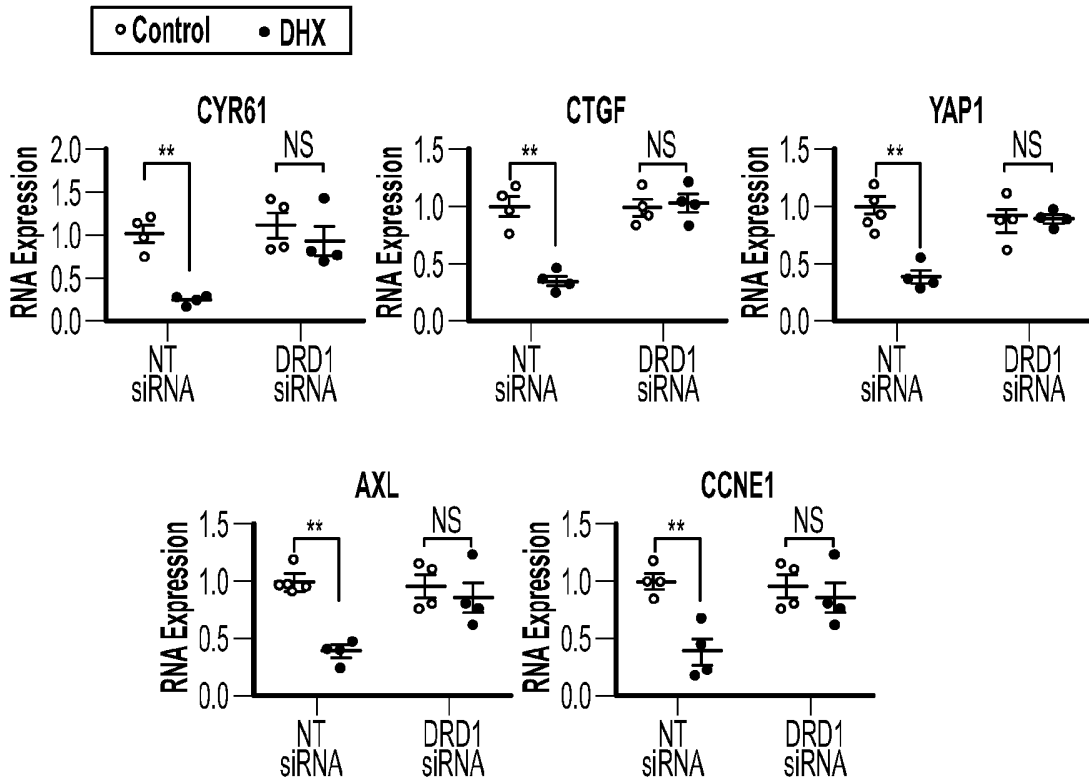 Control DHX
CYR61
RNA Expression
2.0
1.5
1.0
0.5
0.0
**
NS
NT
siRNA
DRD1
siRNA
CTGF
RNA Expression
1.5
1.0
0.5
0.0
**
NS
NT
siRNA
DRD1
siRNA
YAP1
RNA Expression
1.5
1.0
0.5
0.0
**
NS
NT
siRNA
DRD1
siRNA
AXL
RNA Expression
1.5
1.0
0.5
0.0
**
NS
NT
siRNA
DRD1
siRNA
CCNE1
RNA Expression
1.5
1.0
0.5
0.0
**
NS
NT
siRNA
DRD1
siRNA